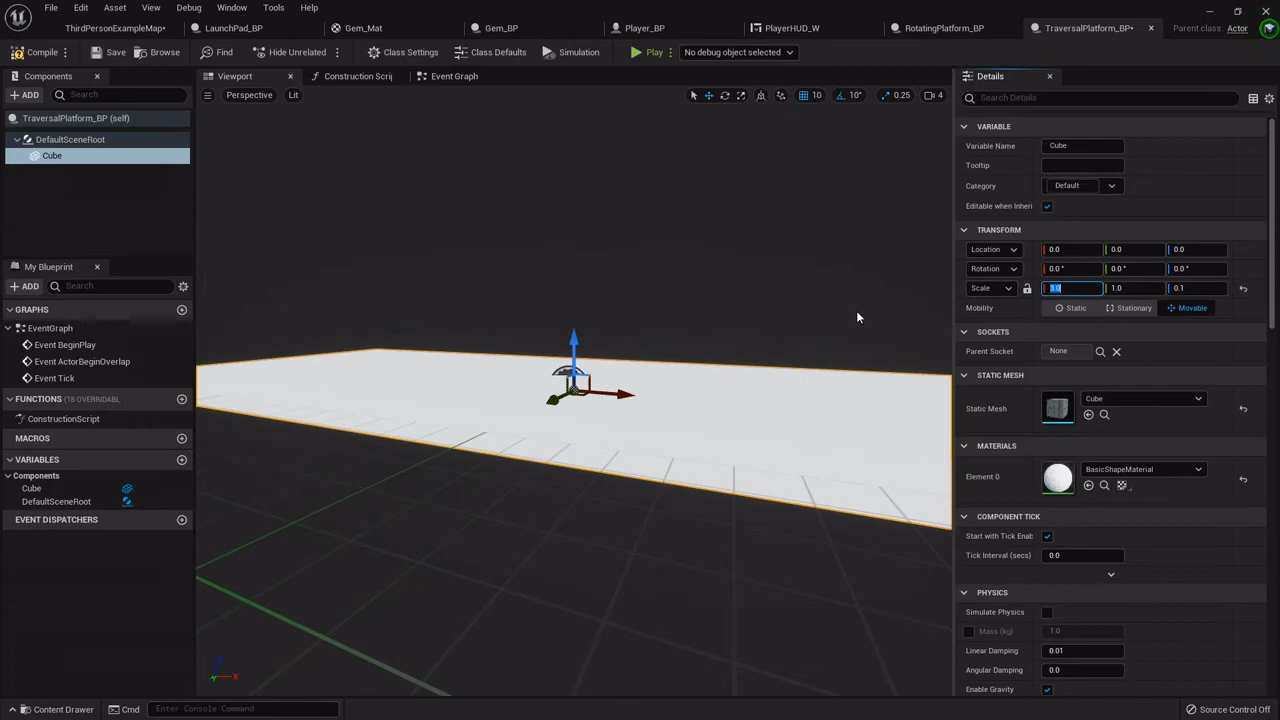 File Edit Asset View Debug Window Tools Help
ThirdPersonExampleMap• LaunchPad_BP Gem_Mat Gem_BP Player_BP PlayerHUD_W RotatingPlatform_BP TraversalPlatform_BP• Parent class: Actor
Compile Save Browse Find Hide Unrelated Class Settings Class Defaults Simulation Play No debug object selected
Components Viewport Construction Scrip Event Graph Details
ADD Search Perspective Lit 10 10° 0.25 4 Search Details
TraversalPlatform_BP (self)
DefaultSceneRoot
Cube
My Blueprint
ADD Search
GRAPHS
EventGraph
Event BeginPlay
Event ActorBeginOverlap
Event Tick
FUNCTIONS (18 OVERRIDABL
ConstructionScript
MACROS
VARIABLES
Components
Cube
DefaultSceneRoot
EVENT DISPATCHERS
VARIABLE
Variable Name Cube
Tooltip
Category Default
Editable when Inheri
TRANSFORM
Location 0.0 0.0 0.0
Rotation 0.0 ° 0.0 ° 0.0 °
Scale 3.0 1.0 0.1
Mobility Static Stationary Movable
SOCKETS
Parent Socket None
STATIC MESH
Static Mesh Cube
MATERIALS
Element 0 BasicShapeMaterial
COMPONENT TICK
Start with Tick Enab
Tick Interval (secs) 0.0
PHYSICS
Simulate Physics
Mass (kg) 1.0
Linear Damping 0.01
Angular Damping 0.0
Enable Gravity
Content Drawer Cmd Enter Console Command Source Control Off